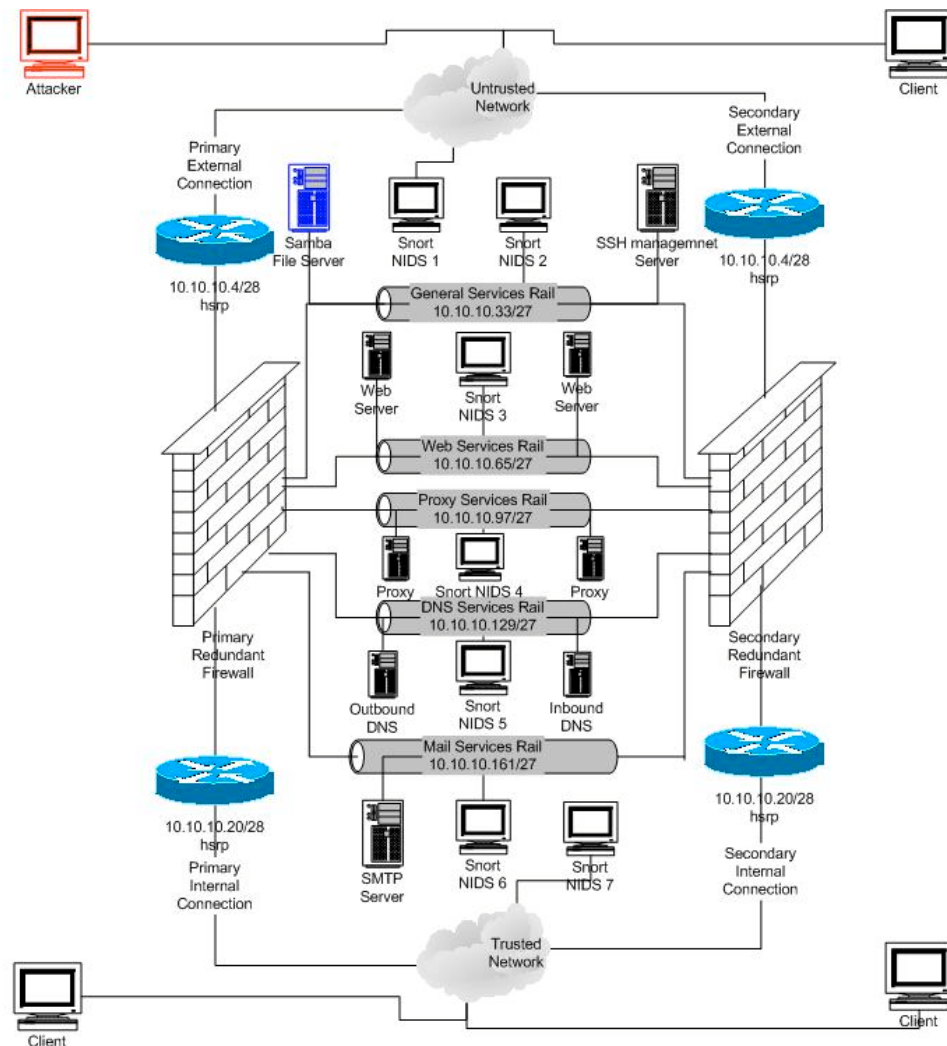 Attacker
Untrusted
Network
Client
Primary
External
Connection
Secondary
External
Connection
Samba
File Server
Snort
NIDS 1
Snort
NIDS 2
SSH managemnet
Server
10.10.10.4/28
hsrp
10.10.10.4/28
hsrp
General Services Rail
10.10.10.33/27
Web
Server
Snort
NIDS 3
Web
Server
Web Services Rail
10.10.10.65/27
Proxy Services Rail
10.10.10.97/27
Proxy
Snort NIDS 4
Proxy
DNS Services Rail
10.10.10.129/27
Primary
Redundant
Firewall
Secondary
Redundant
Firewall
Outbound
DNS
Snort
NIDS 5
Inbound
DNS
Mail Services Rail
10.10.10.161/27
10.10.10.20/28
hsrp
10.10.10.20/28
hsrp
SMTP
Server
Snort
NIDS 6
Snort
NIDS 7
Primary
Internal
Connection
Secondary
Internal
Connection
Trusted
Network
Client
Client